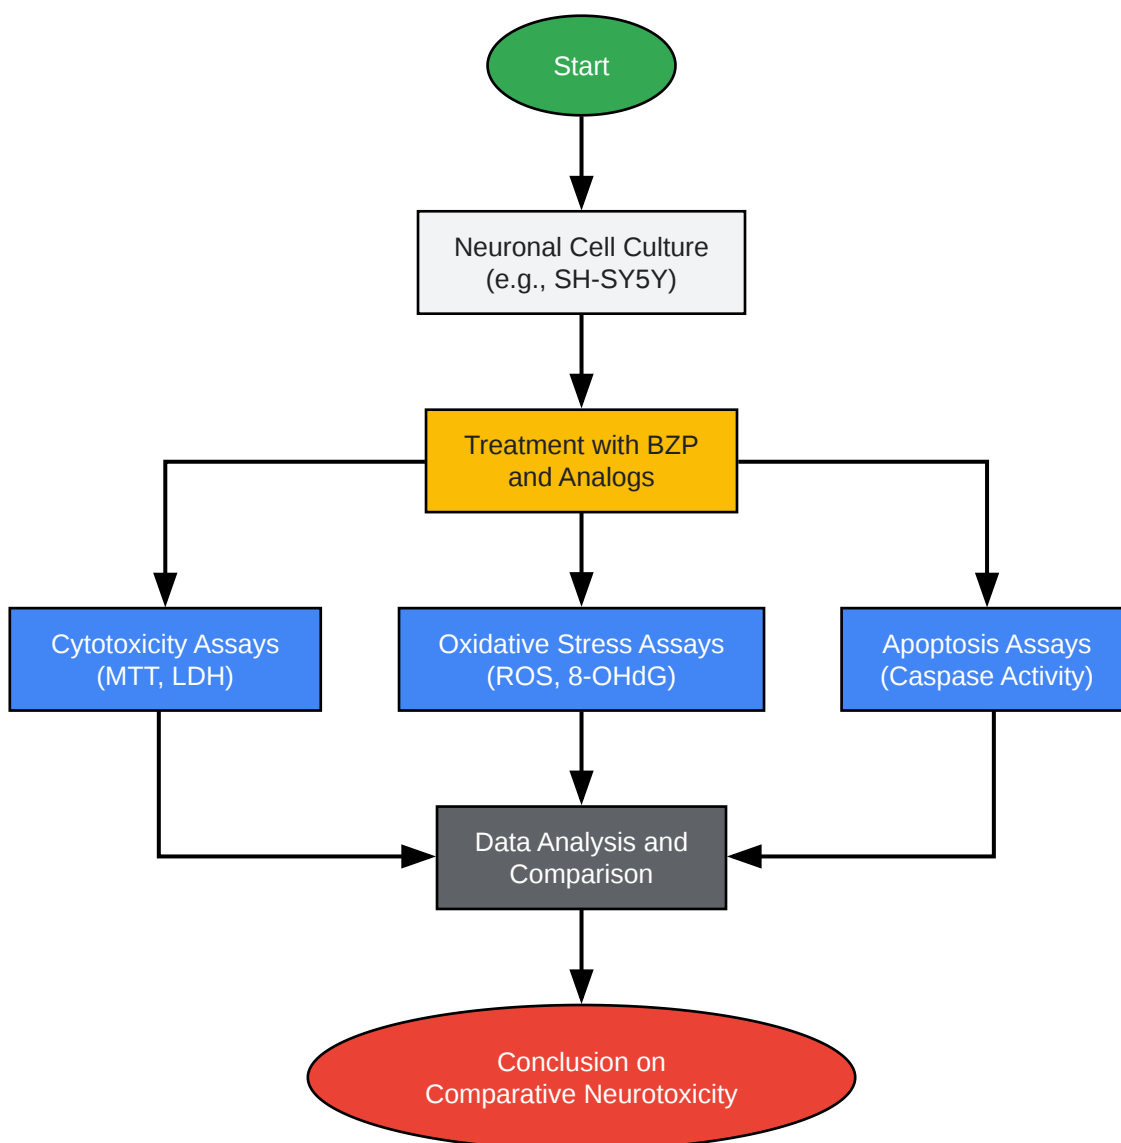 Start
Neuronal Cell Culture
(e.g., SH-SY5Y)
Treatment with BZP
and Analogs
Cytotoxicity Assays
(MTT, LDH)
Oxidative Stress Assays
(ROS, 8-OHdG)
Apoptosis Assays
(Caspase Activity)
Data Analysis and
Comparison
Conclusion on
Comparative Neurotoxicity